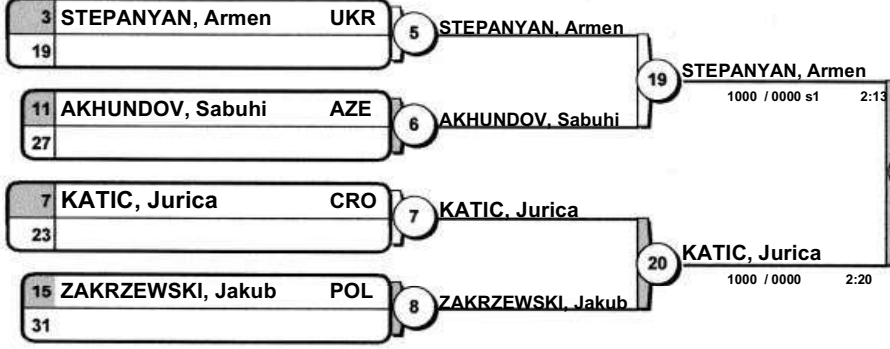 3 STEPANYAN, Armen UKR
19
5
STEPANYAN, Armen
11 AKHUNDOV, Sabuhi AZE
27
6
AKHUNDOV, Sabuhi
19
STEPANYAN, Armen
1000 / 0000 s1 2:13
7 KATIC, Jurica CRO
23
7
KATIC, Jurica
15 ZAKRZEWSKI, Jakub POL
31
8
ZAKRZEWSKI, Jakub
20
KATIC, Jurica
1000 / 0000 2:20